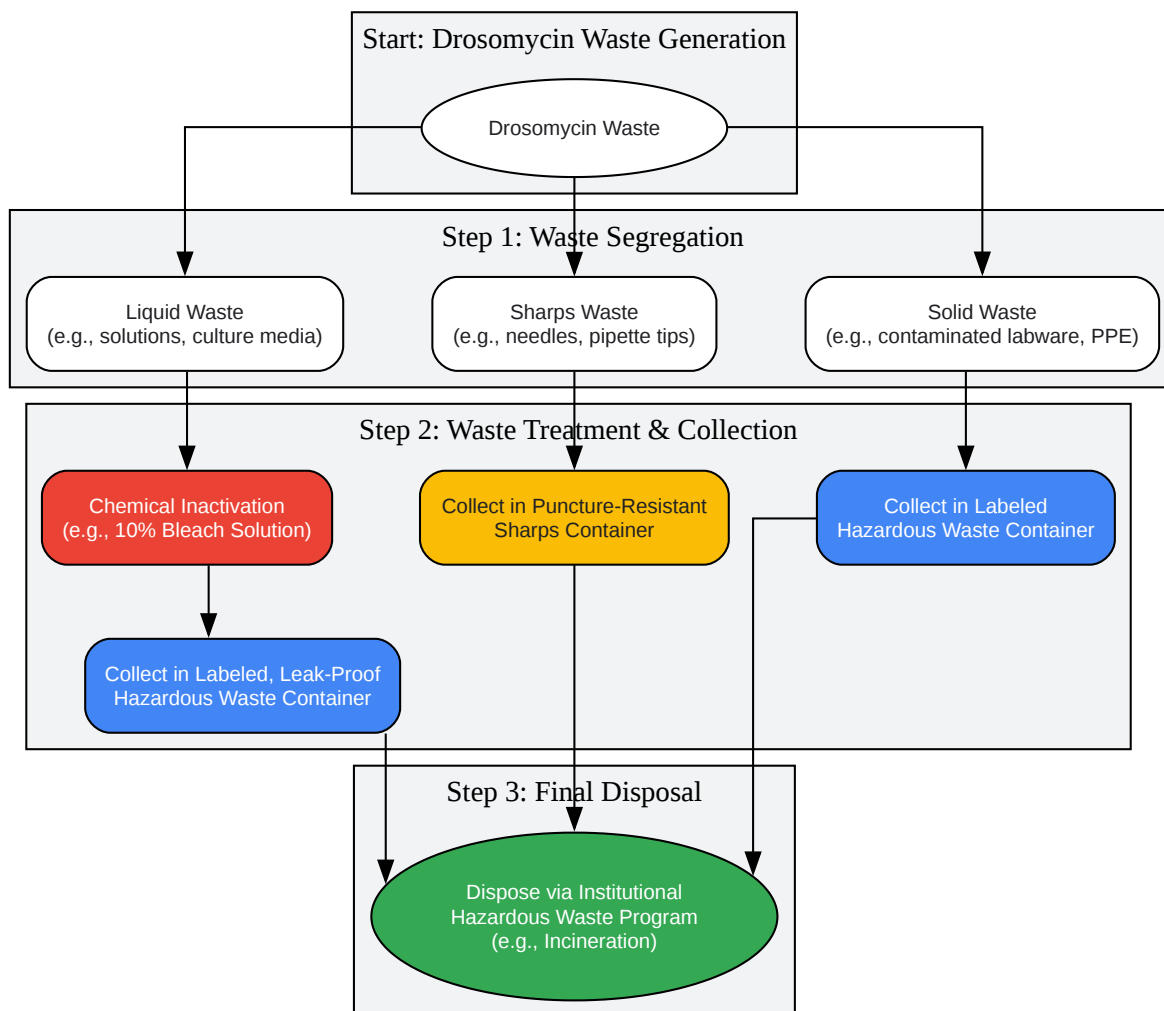 Start: Drosomycin Waste Generation
Drosomycin Waste
Step 1: Waste Segregation
Liquid Waste
(e.g., solutions, culture media)
Sharps Waste
(e.g., needles, pipette tips)
Solid Waste
(e.g., contaminated labware, PPE)
Step 2: Waste Treatment & Collection
Chemical Inactivation
(e.g., 10% Bleach Solution)
Collect in Puncture-Resistant
Sharps Container
Collect in Labeled
Hazardous Waste Container
Collect in Labeled, Leak-Proof
Hazardous Waste Container
Step 3: Final Disposal
Dispose via Institutional
Hazardous Waste Program
(e.g., Incineration)